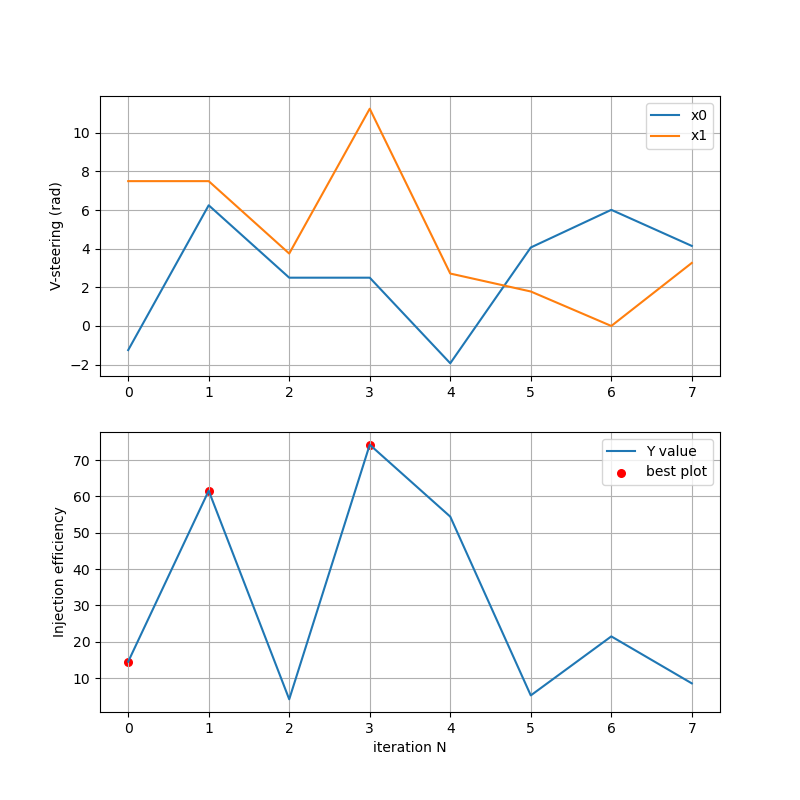 10
8
6
4
2
0
−2
V-steering (rad)
x0
x1
0 1 2 3 4 5 6 7
70
60
50
40
30
20
10
Injection efficiency
Y value
best plot
0 1 2 3 4 5 6 7
iteration N